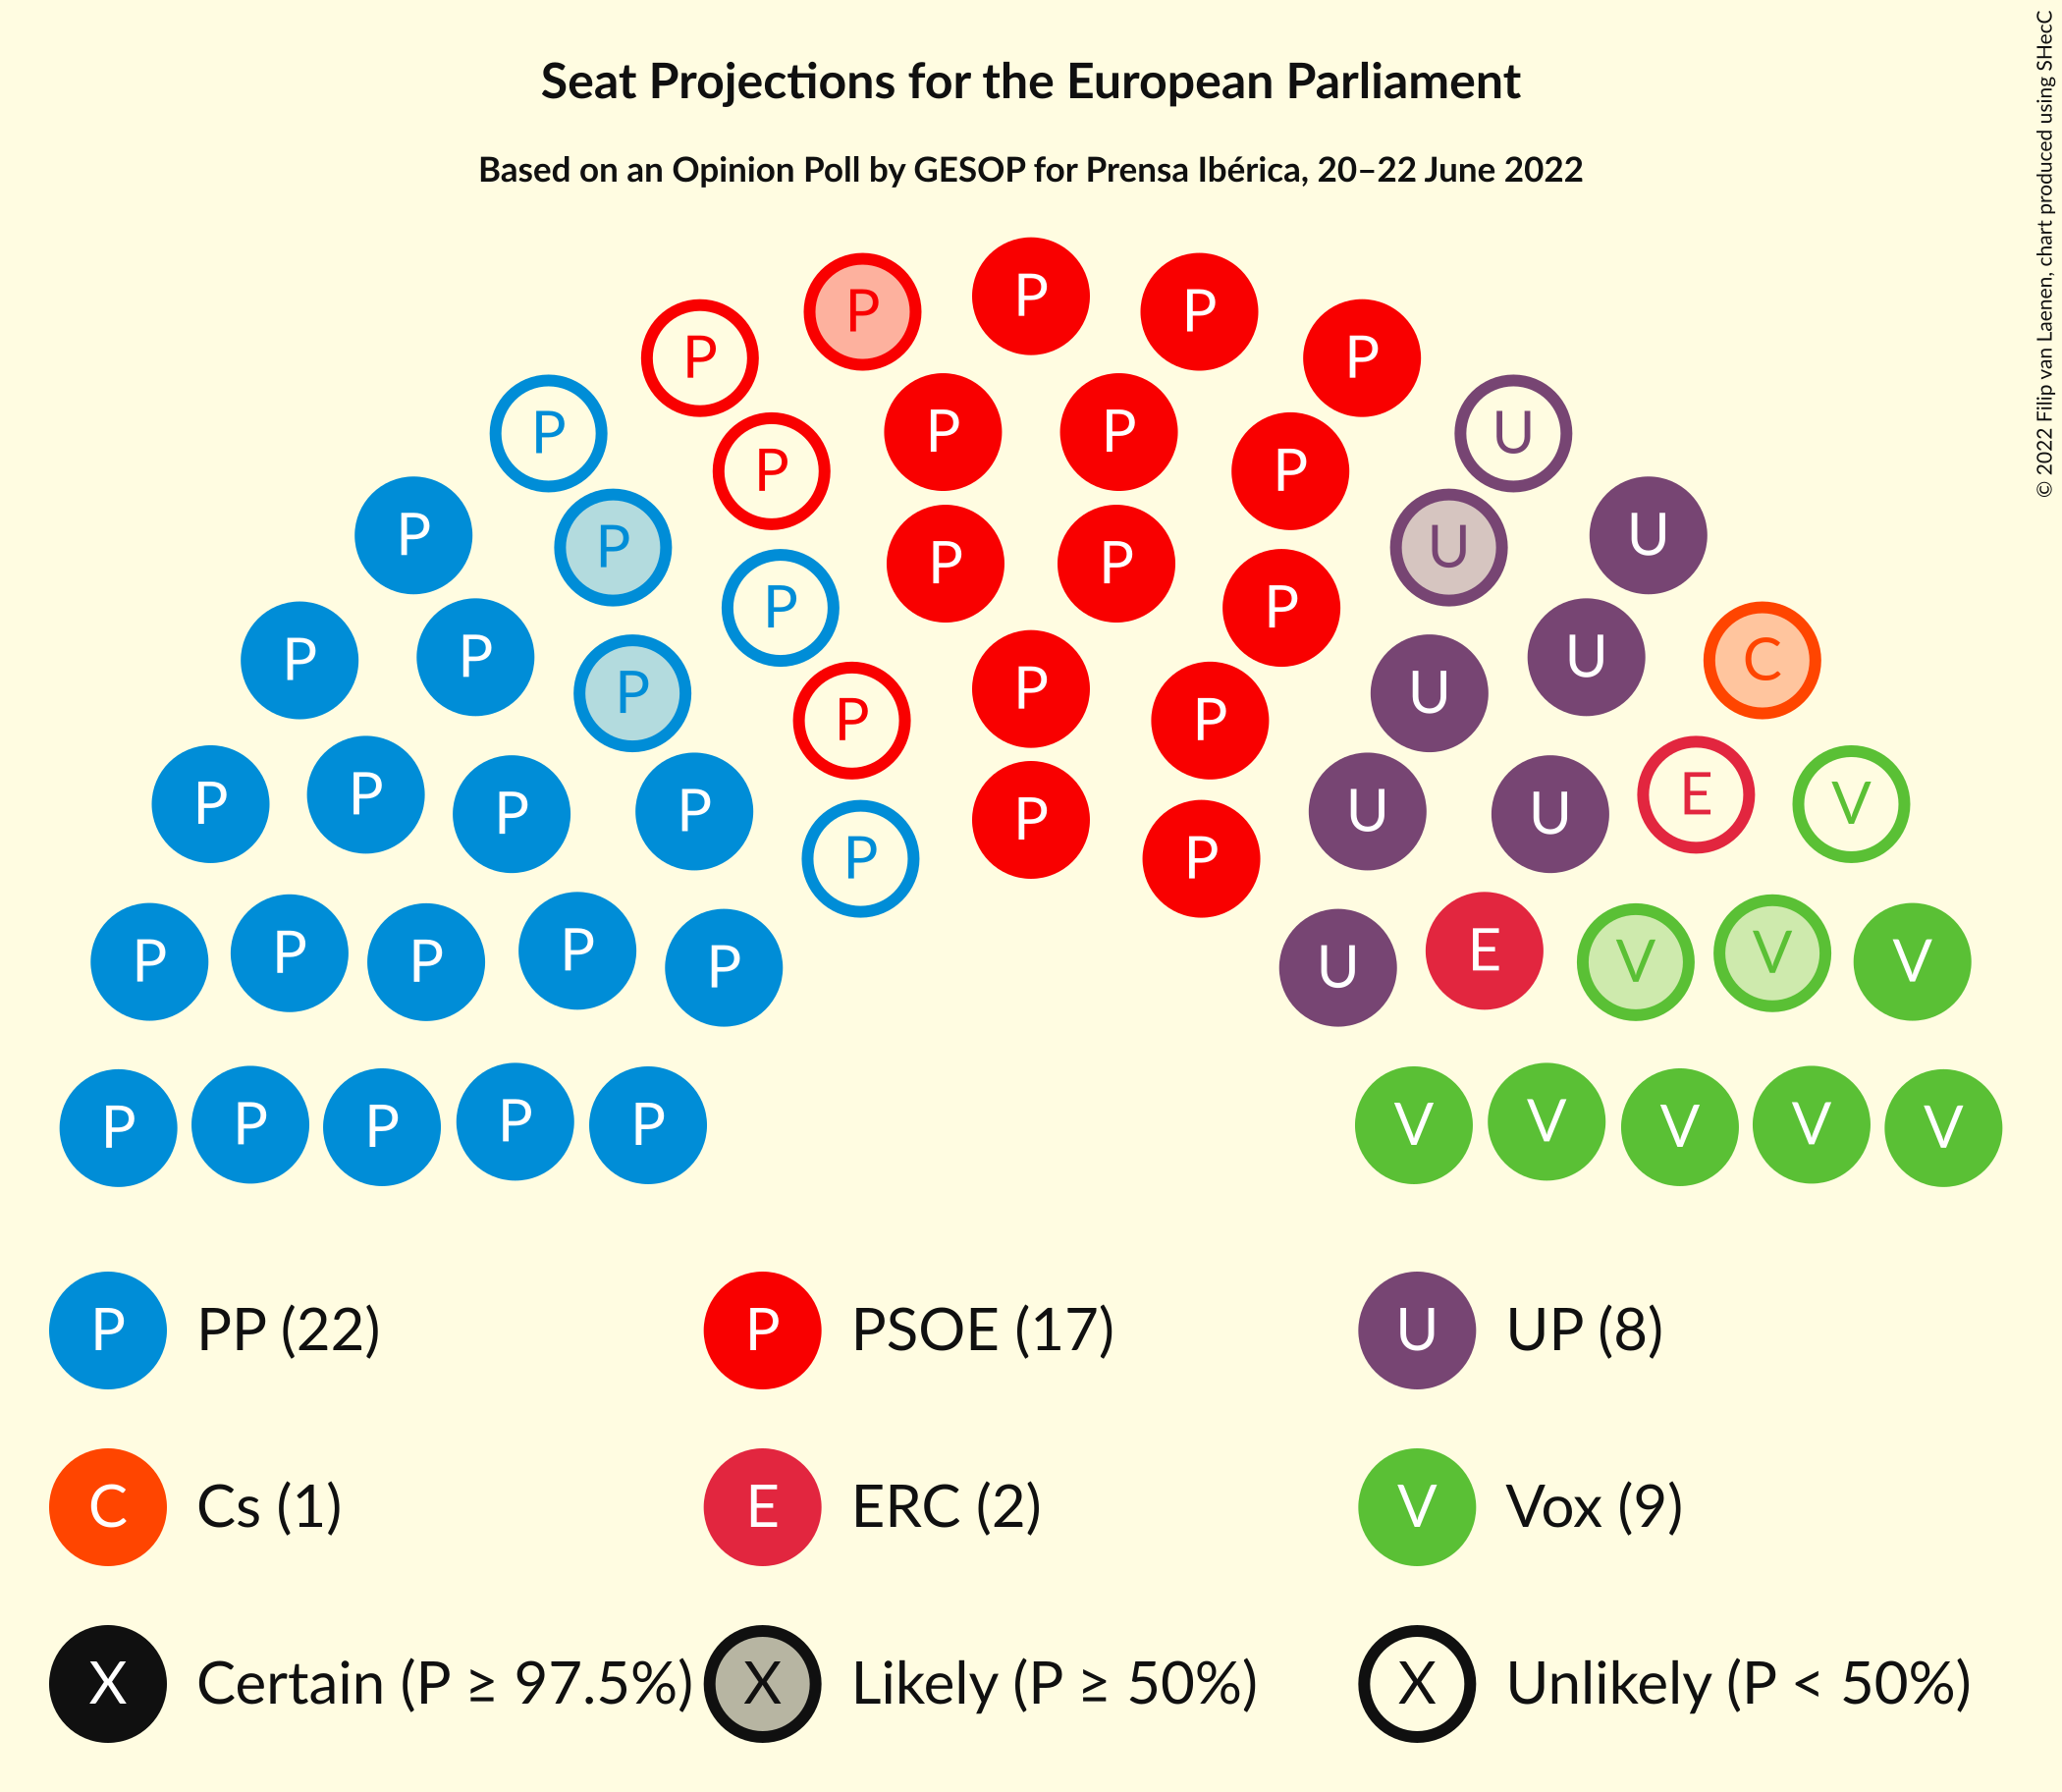 Seat Projections for the European Parliament
Based on an Opinion Poll by GESOP for Prensa Ibérica, 20–22 June 2022
© 2022 Filip van Laenen, chart produced using SHecC
P P P P P
P P U
P P P P U
P P U U
P P P P
P P U C
P P P U U
P P P P
P P P P U U E V
P P P
P P P P P U E V V V
P P P P P V V V V V
P PP (22) P PSOE (17) U UP (8)
C Cs (1) E ERC (2) V Vox (9)
X Certain (P ≥ 97.5%) X Likely (P ≥ 50%) X Unlikely (P < 50%)